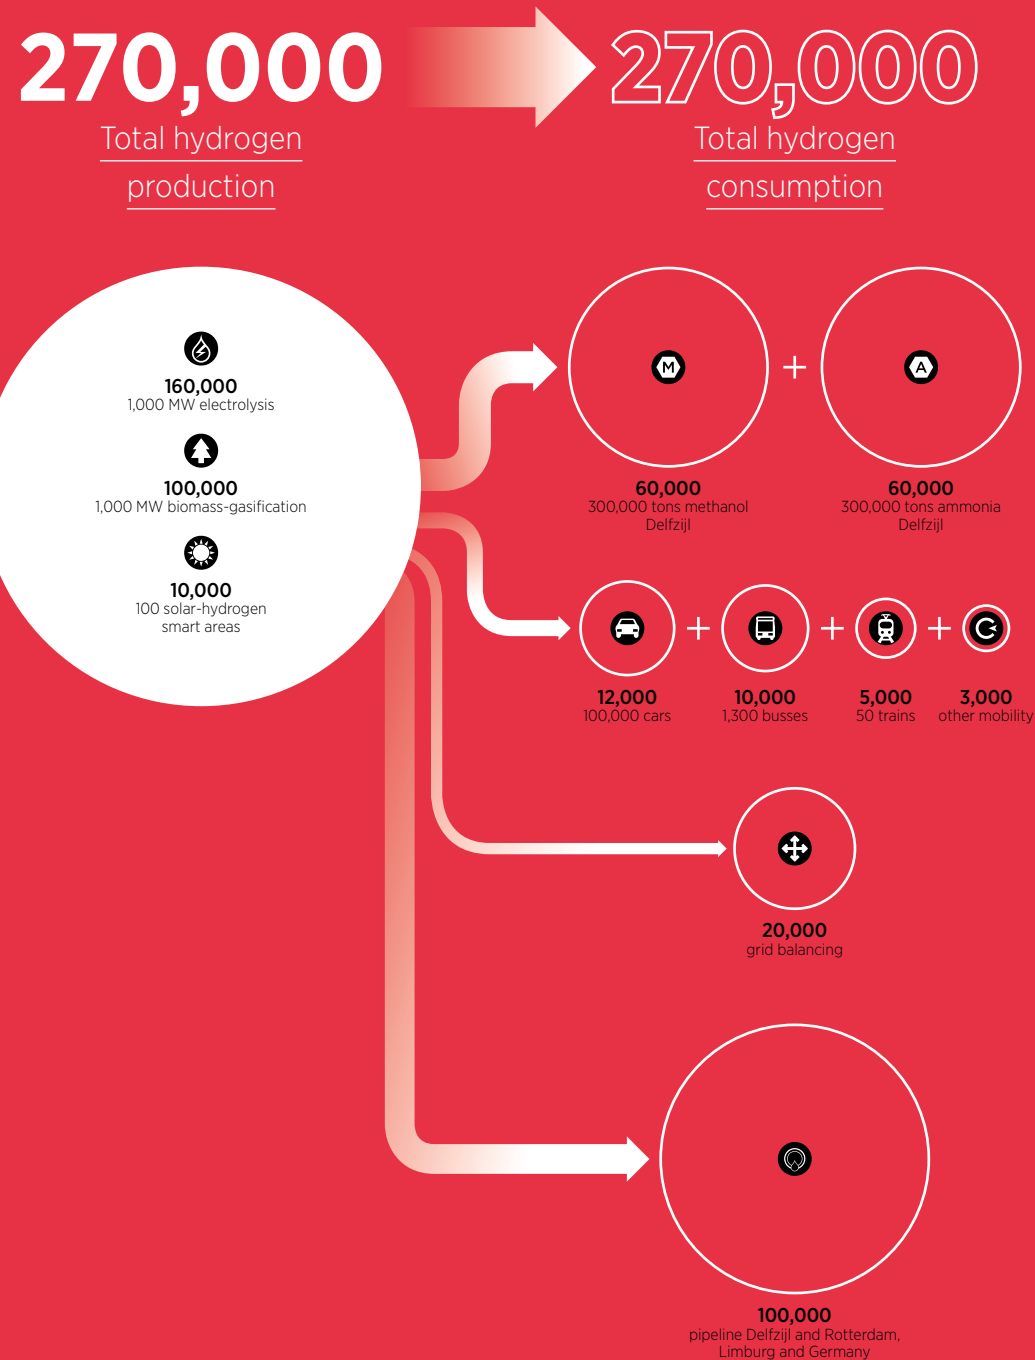 270,000
Total hydrogen
production
270,000
Total hydrogen
consumption
160,000
1,000 MW electrolysis
100,000
1,000 MW biomass-gasification
10,000
100 solar-hydrogen
smart areas
M
+
A
60,000
300,000 tons methanol
Delfzijl
60,000
300,000 tons ammonia
Delfzijl
+
+
+
12,000
100,000 cars
10,000
1,300 busses
5,000
50 trains
3,000
other mobility
20,000
grid balancing
100,000
pipeline Delfzijl and Rotterdam,
Limburg and Germany